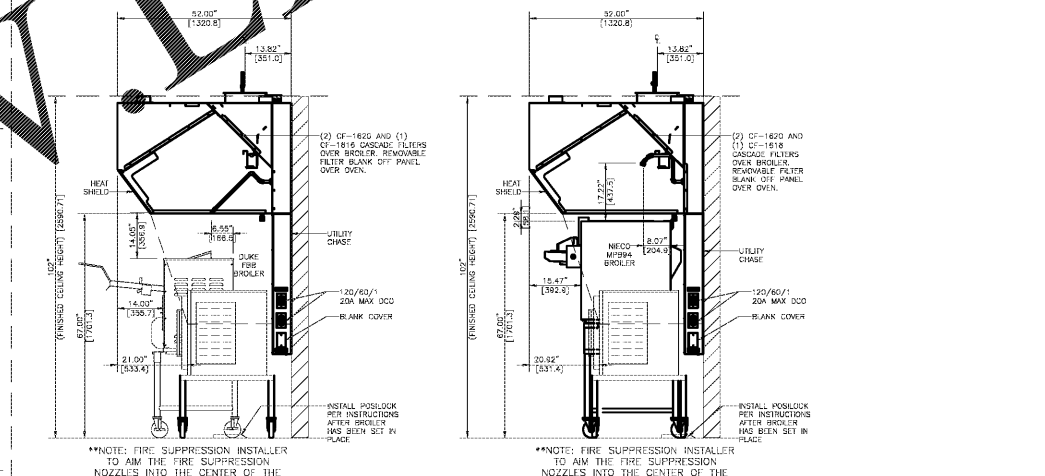 52.00"
[1320.8]
13.82"
[351.0]
(2) CF-1620 AND (1)
CF-1816 CASCADE FILTERS
OVER BROILER. REMOVABLE
FILTER BLANK OFF PANEL
OVER OVEN.
HEAT
SHIELD
14.05"
[356.9]
6.55"
[166.5]
DUKE
FBB
BROILER
UTILITY
CHASE
102"
(FINISHED CEILING HEIGHT) [2590.71]
67.00"
[1701.3]
14.00"
[355.7]
120/60/1
20A MAX DCO
BLANK COVER
21.00"
[533.4]
INSTALL POSILOCK
PER INSTRUCTIONS
AFTER BROILER
HAS BEEN SET IN
PLACE
**NOTE: FIRE SUPPRESSION INSTALLER
TO AIM THE FIRE SUPPRESSION
NOZZLES INTO THE CENTER OF THE
52.00"
[1320.8]
13.82"
[351.0]
(2) CF-1620 AND
(1) CF-1618
CASCADE FILTERS
OVER BROILER.
REMOVABLE FILTER
BLANK OFF PANEL
OVER OVEN.
HEAT
SHIELD
17.22"
[437.5]
2.28"
NIECO
MPB94
BROILER
8.07"
[204.9]
UTILITY
CHASE
102"
(FINISHED CEILING HEIGHT) [2590.71]
67.00"
[1701.3]
15.47"
[392.9]
120/60/1
20A MAX DCO
BLANK COVER
20.92"
[531.4]
INSTALL POSILOCK
PER INSTRUCTIONS
AFTER BROILER
HAS BEEN SET IN
PLACE
**NOTE: FIRE SUPPRESSION INSTALLER
TO AIM THE FIRE SUPPRESSION
NOZZLES INTO THE CENTER OF THE